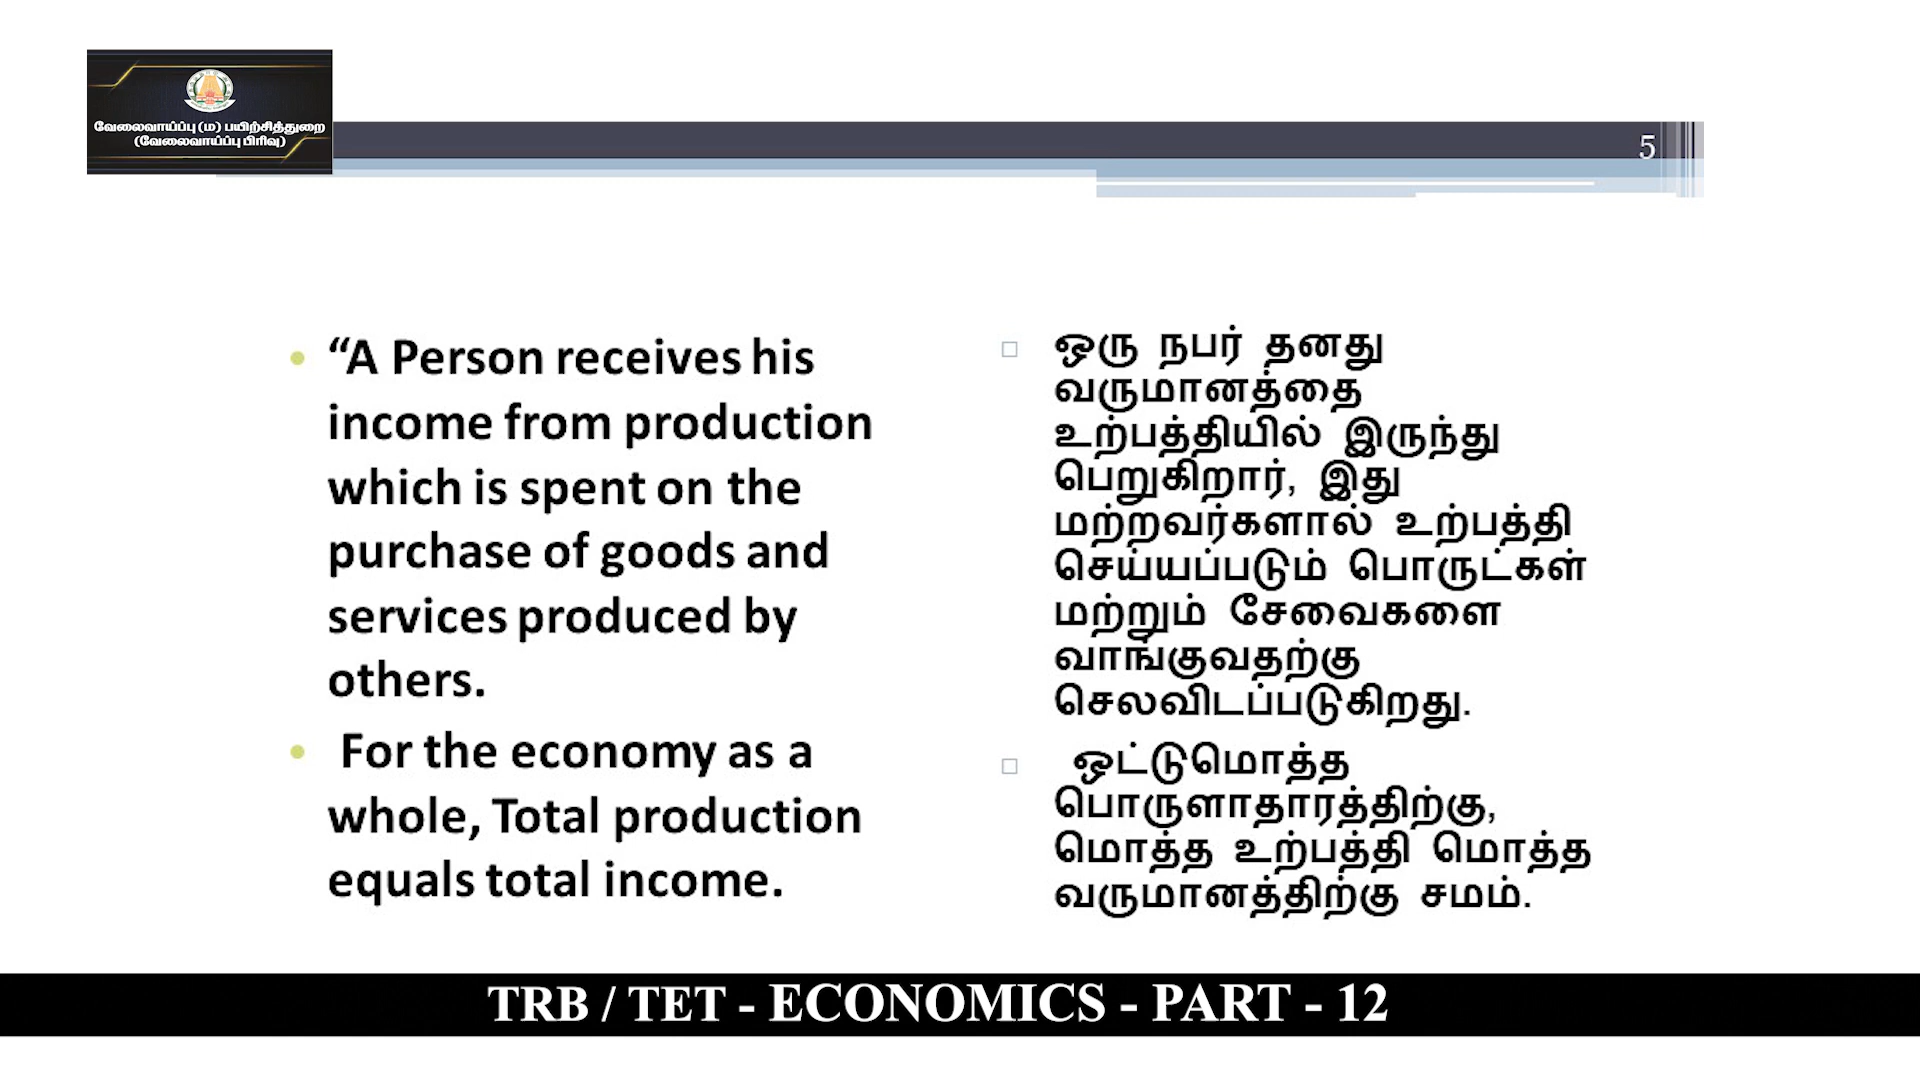 வேலைவாய்ப்பு (ம) பயிற்சித்துறை
(வேலைவாய்ப்பு பிரிவு)
5
“A Person receives his
income from production
which is spent on the
purchase of goods and
services produced by
others.
For the economy as a
whole, Total production
equals total income.
ஒரு நபர் தனது
வருமானத்தை
உற்பத்தியில் இருந்து
பெறுகிறார், இது
மற்றவர்களால் உற்பத்தி
செய்யப்படும் பொருட்கள்
மற்றும் சேவைகளை
வாங்குவதற்கு
செலவிடப்படுகிறது.
ஒட்டுமொத்த
பொருளாதாரத்திற்கு,
மொத்த உற்பத்தி மொத்த
வருமானத்திற்கு சமம்.
TRB / TET - ECONOMICS - PART - 12